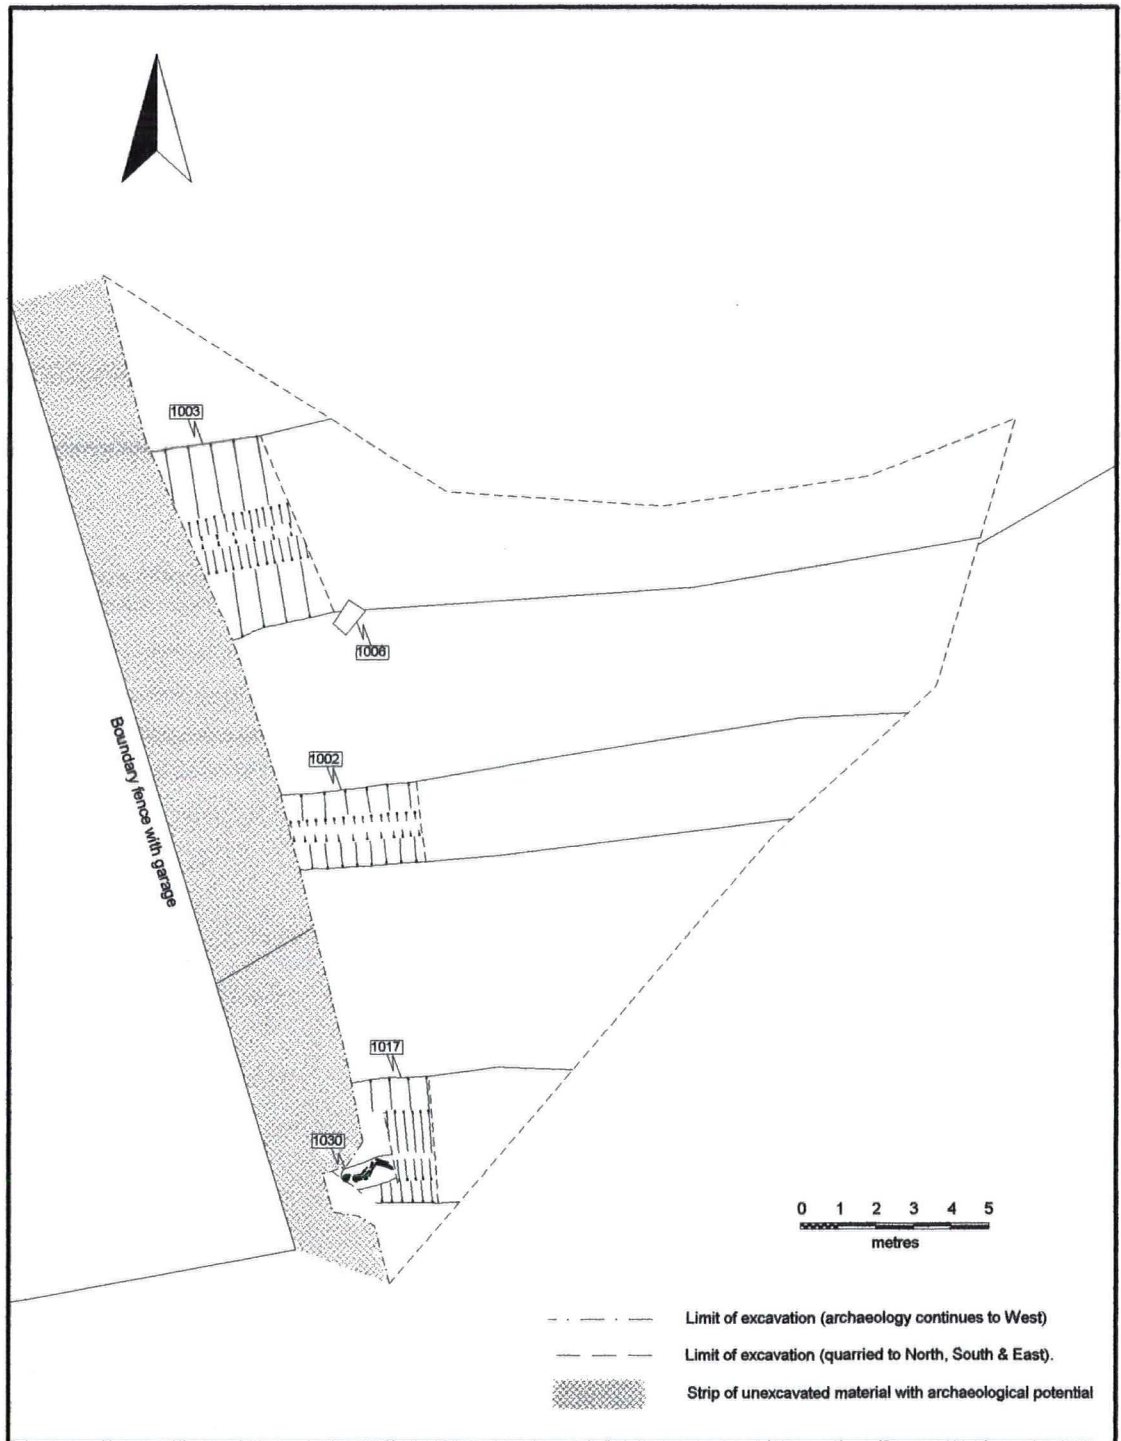 1003
1006
1002
Boundary fence with garage
1017
1030
0 1 2 3 4 5
metres
Limit of excavation (archaeology continues to West)
Limit of excavation (quarried to North, South & East).
Strip of unexcavated material with archaeological potential